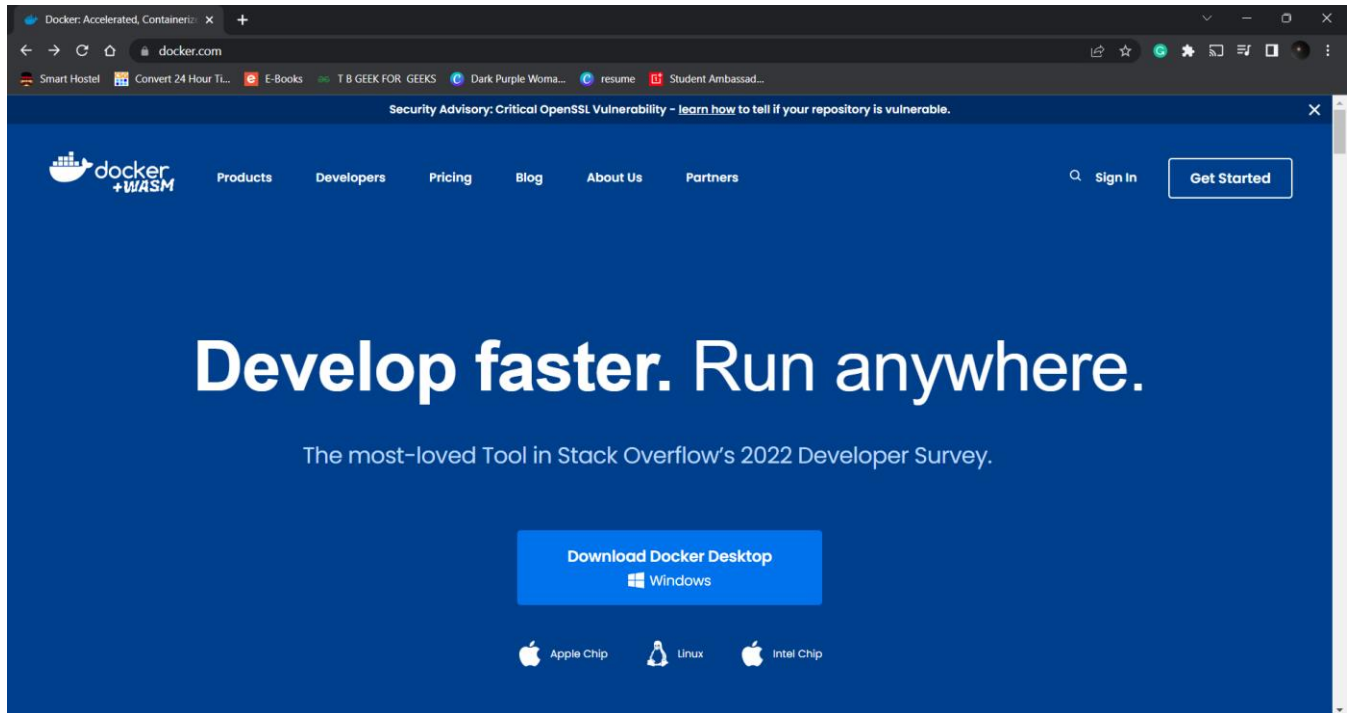 Docker: Accelerated, Containeriz
docker.com
Smart Hostel Convert 24 Hour Ti... E-Books T B GEEK FOR GEEKS Dark Purple Woma... resume Student Ambassad...
Security Advisory: Critical OpenSSL Vulnerability - learn how to tell if your repository is vulnerable.
docker
+WASM
Products Developers Pricing Blog About Us Partners Sign In Get Started
Develop faster. Run anywhere.
The most-loved Tool in Stack Overflow's 2022 Developer Survey.
Download Docker Desktop
Windows
Apple Chip Linux Intel Chip